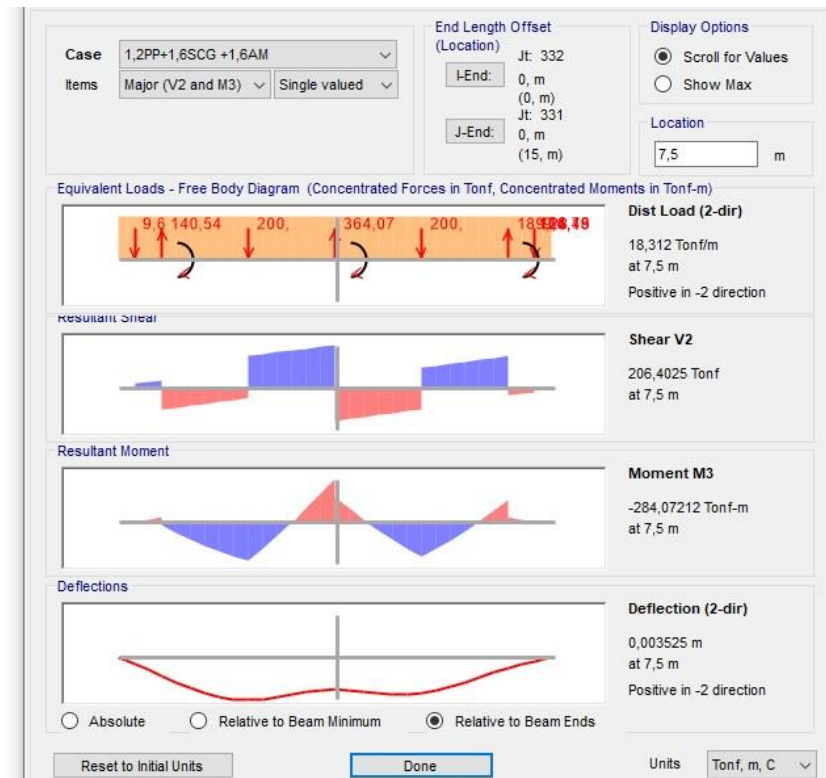 End Length Offset
(Location)
Display Options
Case
1,2PP+1,6SCG +1,6AM
Jt: 332
Scroll for Values
Items
Major (V2 and M3)
Single valued
I-End:
0, m
(0, m)
Show Max
Jt: 331
J-End:
0, m
(15, m)
Location
7,5
m
Equivalent Loads - Free Body Diagram (Concentrated Forces in Tonf, Concentrated Moments in Tonf-m)
9,6 140,54 200, 364,07 200,
Dist Load (2-dir)
18,312 Tonf/m
at 7,5 m
Positive in -2 direction
Resultant Shear
Shear V2
206,4025 Tonf
at 7,5 m
Resultant Moment
Moment M3
-284,07212 Tonf-m
at 7,5 m
Deflections
Deflection (2-dir)
0,003525 m
at 7,5 m
Positive in -2 direction
Absolute
Relative to Beam Minimum
Relative to Beam Ends
Reset to Initial Units
Done
Units
Tonf, m, C